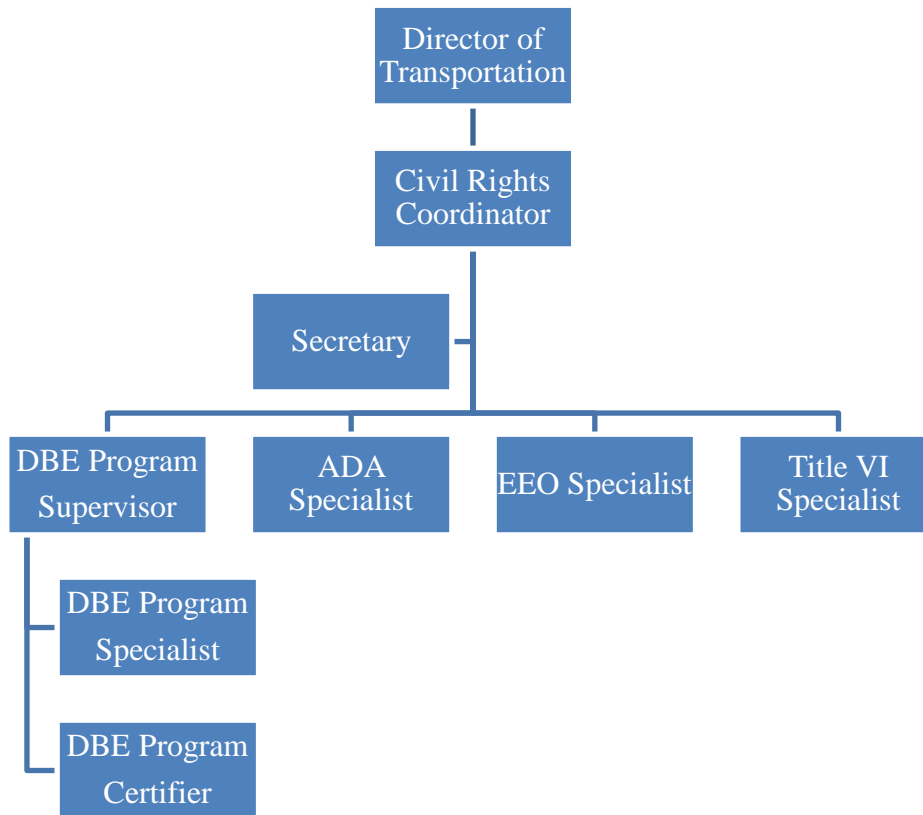 Director of
Transportation
Civil Rights
Coordinator
Secretary
DBE Program
Supervisor
ADA
Specialist
EEO Specialist
Title VI
Specialist
DBE Program
Specialist
DBE Program
Certifier